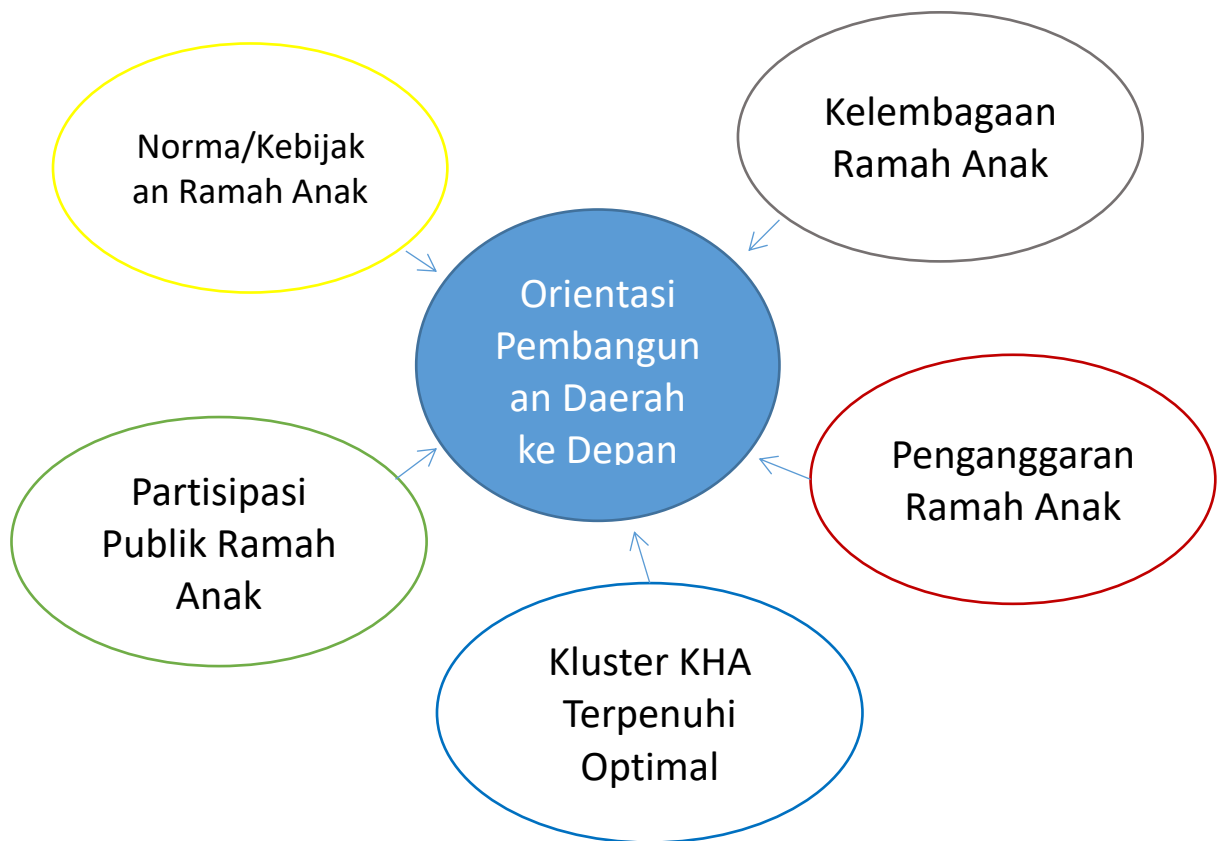 Norma/Kebijak
an Ramah Anak
Kelembagaan
Ramah Anak
Orientasi
Pembangun
an Daerah
ke Depan
Penganggaran
Ramah Anak
Partisipasi
Publik Ramah
Anak
Kluster KHA
Terpenuhi
Optimal